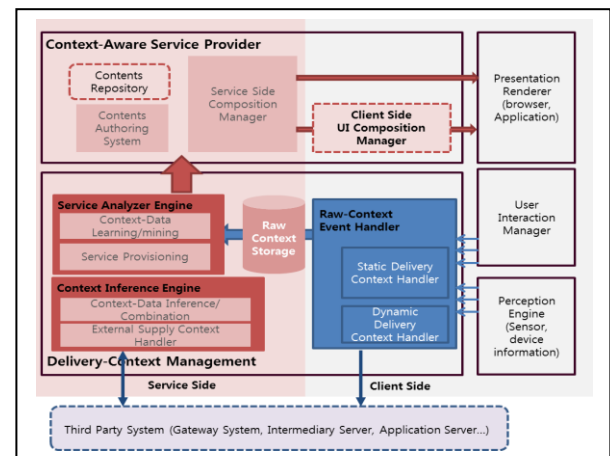 Context-Aware Service Provider
Contents
Repository
Contents
Authoring
System
Service Side
Composition
Manager
Client Side
UI Composition
Manager
Presentation
Renderer
(browser,
Application)
Service Analyzer Engine
Context-Data
Learning/mining
Service Provisioning
Raw
Context
Storage
Raw-Context
Event Handler
Static Delivery
Context Handler
Dynamic
Delivery
Context Handler
User
Interaction
Manager
Context Inference Engine
Context-Data Inference/
Combination
External Supply Context
Handler
Perception
Engine
(Sensor,
device
information)
Delivery-Context Management
Service Side
Client Side
Third Party System (Gateway System, Intermediary Server, Application Server...)